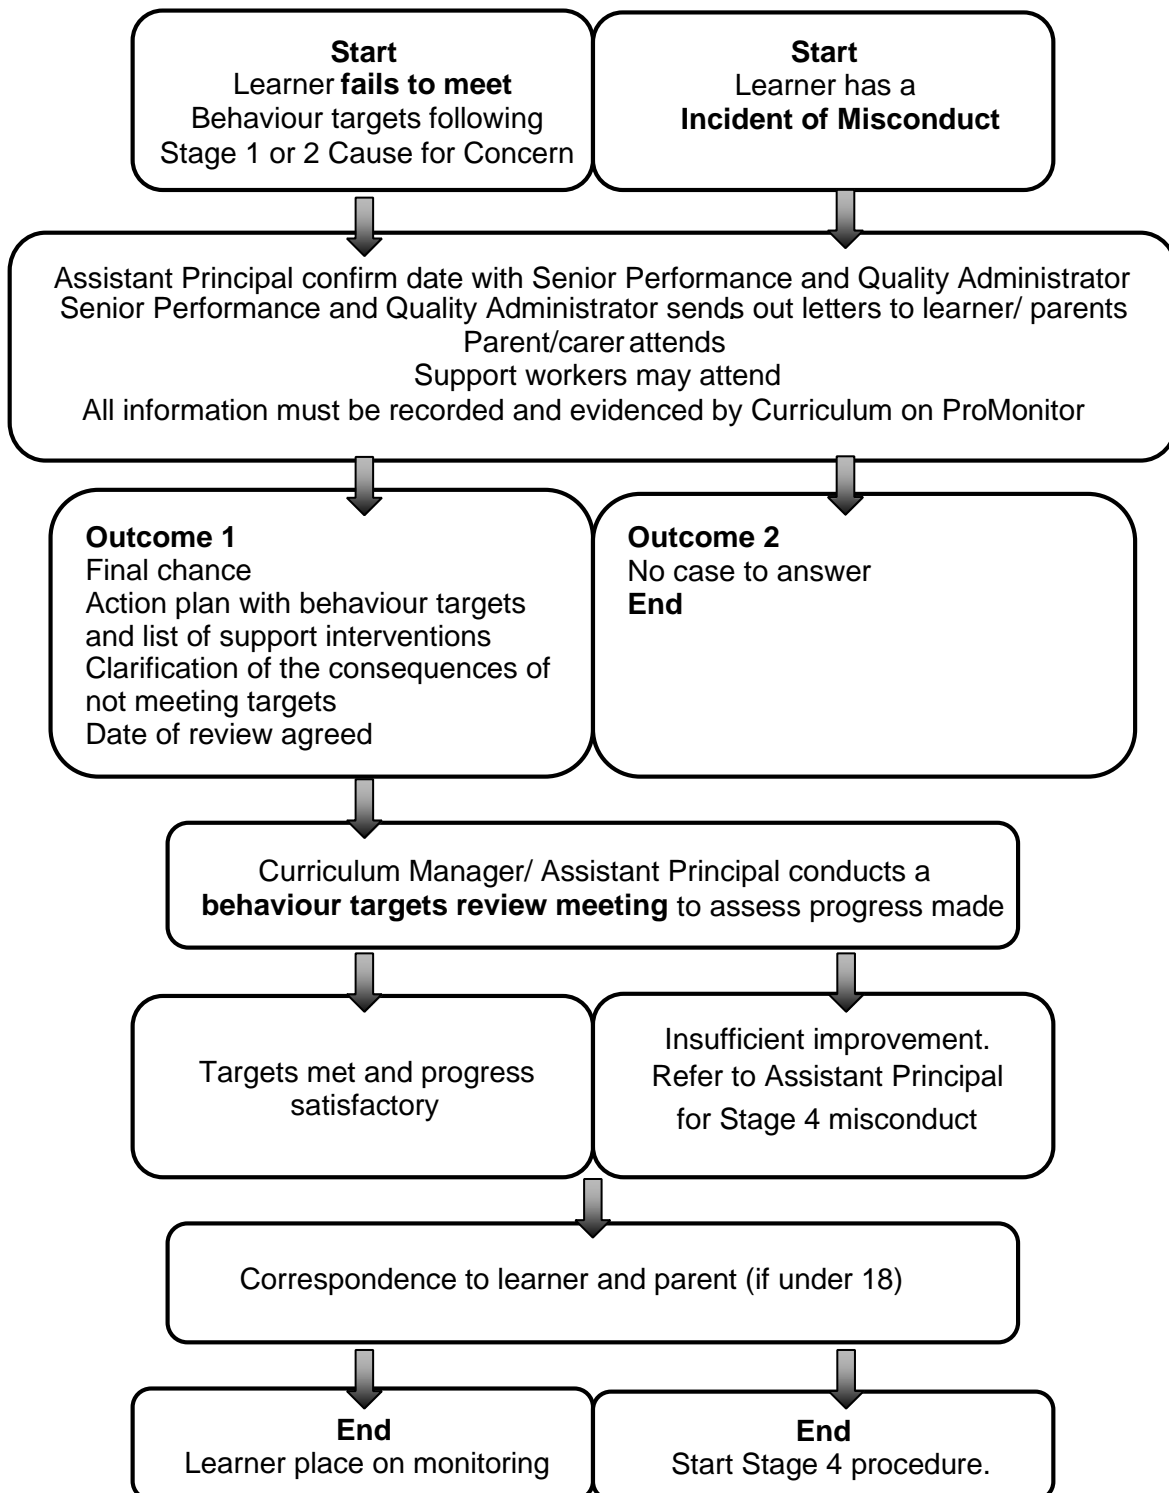 Start
Learner fails to meet
Behaviour targets following
Stage 1 or 2 Cause for Concern
Start
Learner has a
Incident of Misconduct
Assistant Principal confirm date with Senior Performance and Quality Administrator
Senior Performance and Quality Administrator sends out letters to learner/ parents
Parent/carer attends
Support workers may attend
All information must be recorded and evidenced by Curriculum on ProMonitor
Outcome 1
Final chance
Action plan with behaviour targets
and list of support interventions
Clarification of the consequences of
not meeting targets
Date of review agreed
Outcome 2
No case to answer
End
Curriculum Manager/ Assistant Principal conducts a
behaviour targets review meeting to assess progress made
Targets met and progress
satisfactory
Insufficient improvement.
Refer to Assistant Principal
for Stage 4 misconduct
Correspondence to learner and parent (if under 18)
End
Learner place on monitoring
End
Start Stage 4 procedure.